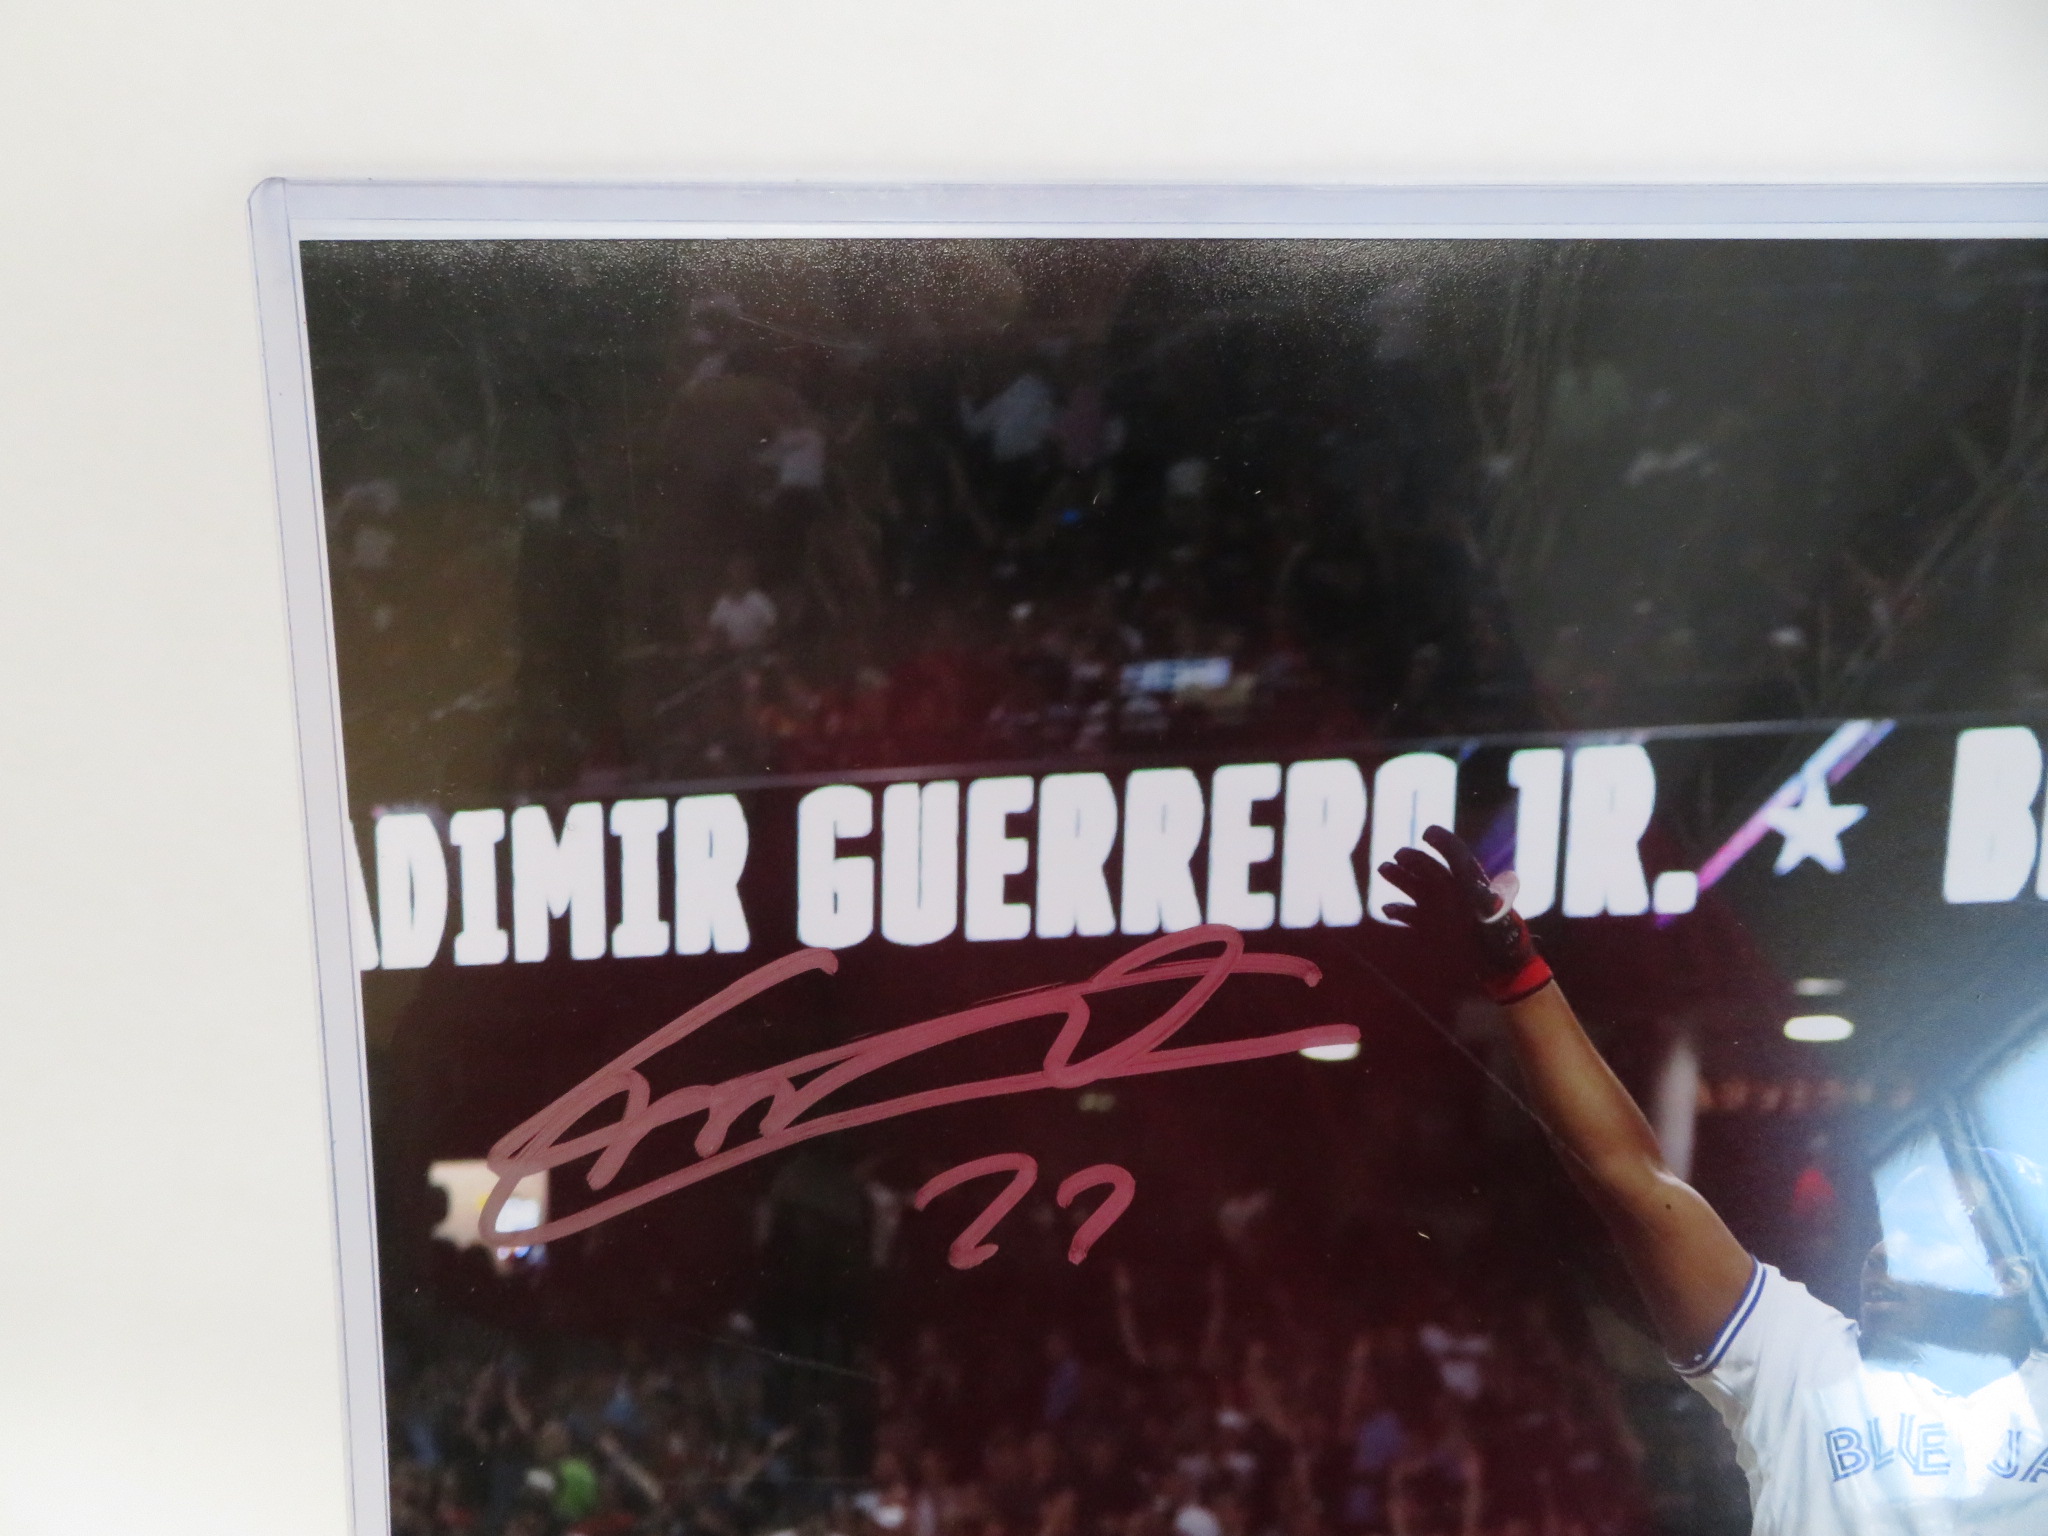 ADIMIR GUERRERO JR. ★ B
27
BLUE JA